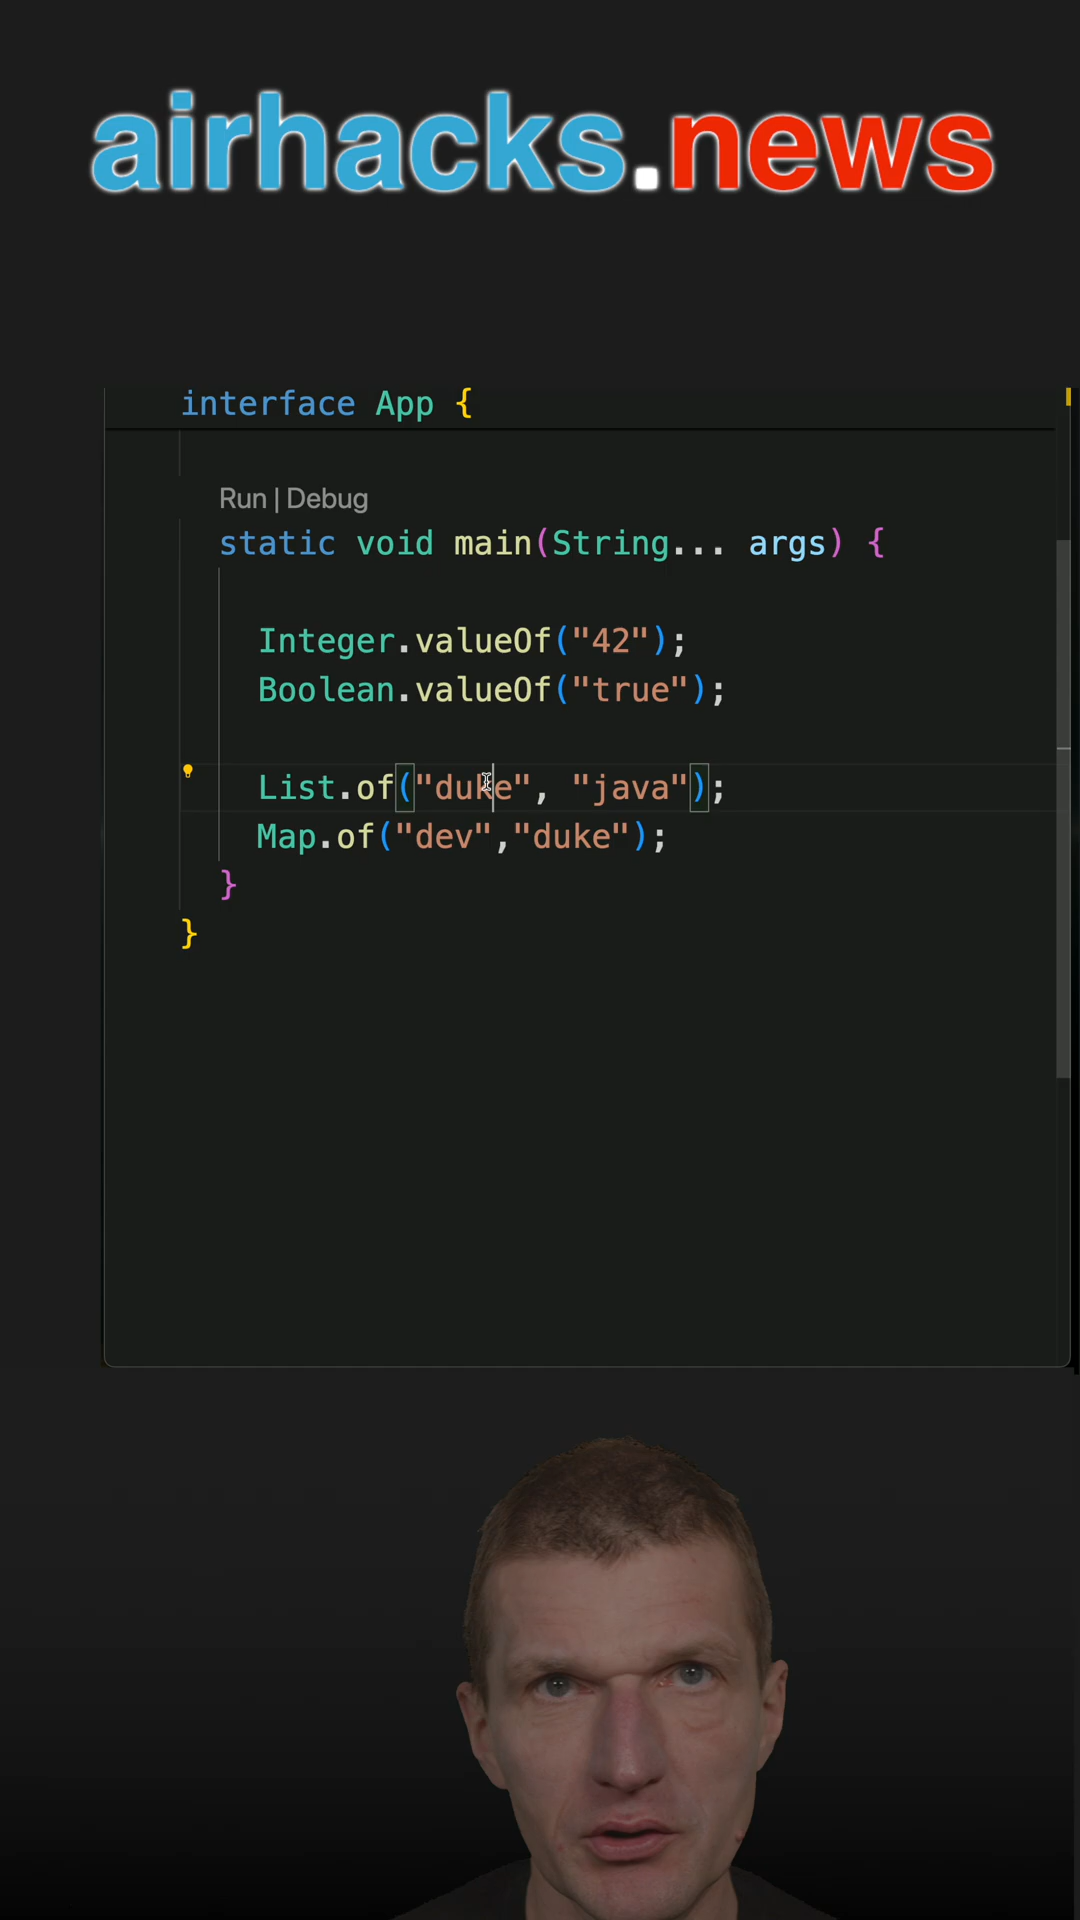 airhacks.news
interface App {
Run | Debug
static void main(String... args) {
Integer.valueOf("42");
Boolean.valueOf("true");
List.of("duke", "java");
Map.of("dev","duke");
}
}